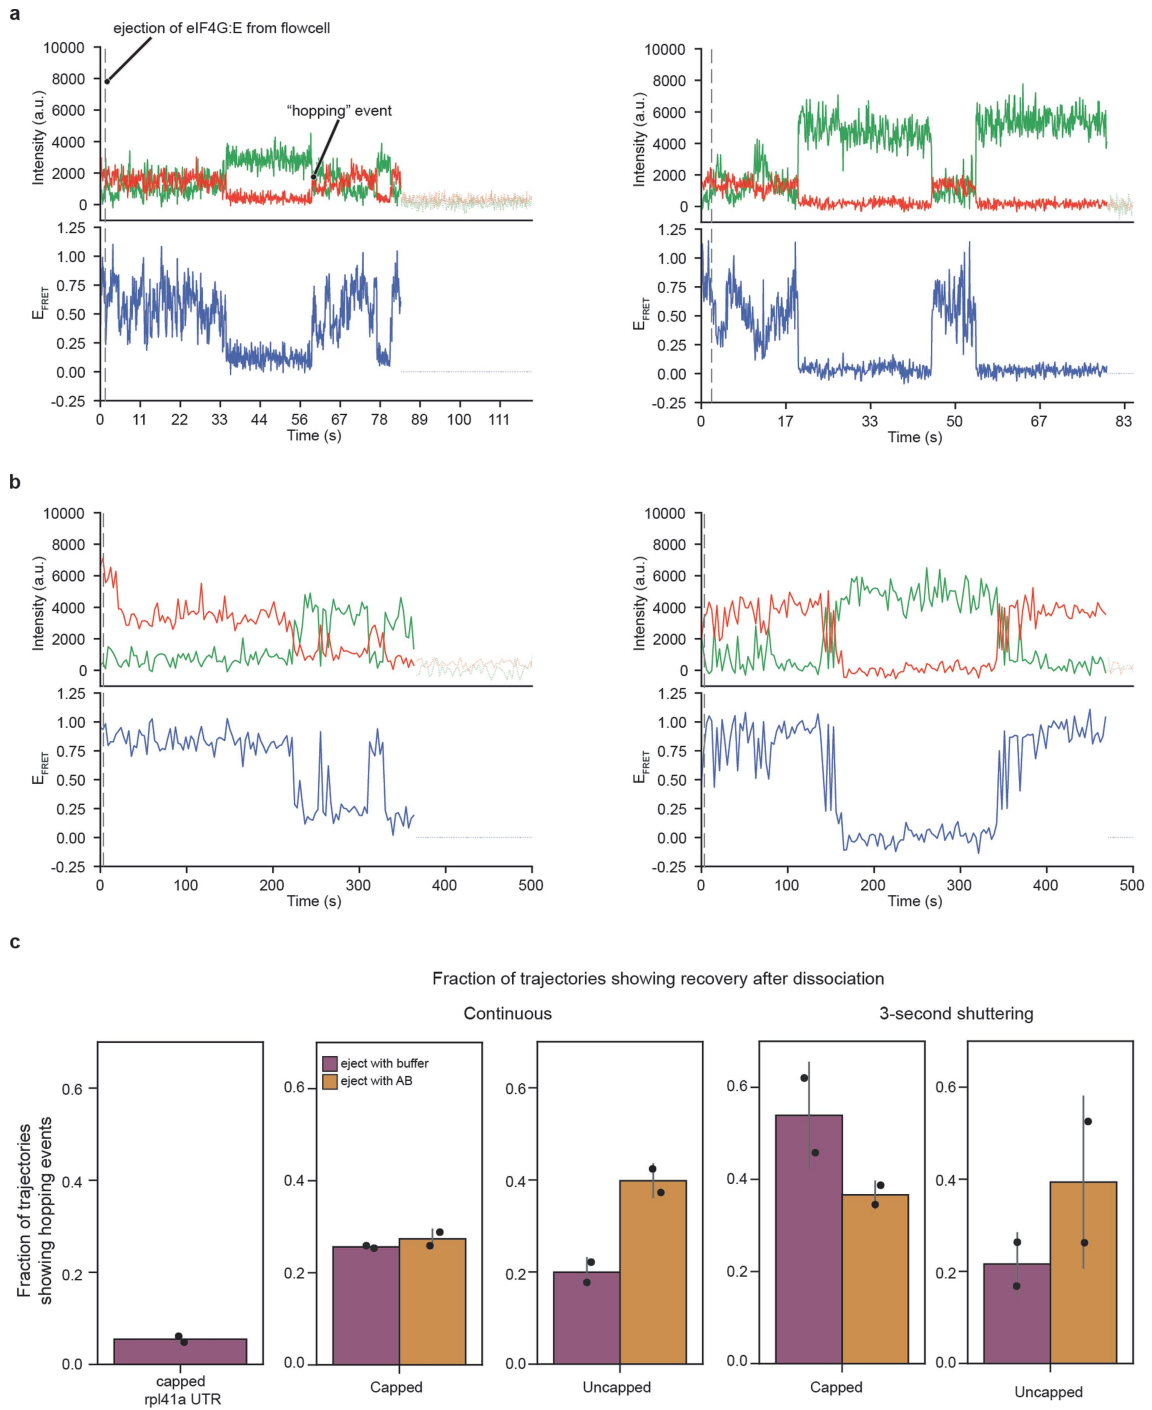 a
ejection of eIF4G:E from flowcell
"hopping" event
10000
8000
6000
4000
2000
0
Intensity (a.u.)
1.25
1.00
0.75
0.50
0.25
0.00
-0.25
EFRET
0 11 22 33 44 56 67 78 89 100 111
Time (s)
10000
8000
6000
4000
2000
0
Intensity (a.u.)
1.25
1.00
0.75
0.50
0.25
0.00
-0.25
EFRET
0 17 33 50 67 83
Time (s)
b
10000
8000
6000
4000
2000
0
Intensity (a.u.)
1.25
1.00
0.75
0.50
0.25
0.00
-0.25
EFRET
0 100 200 300 400 500
Time (s)
10000
8000
6000
4000
2000
0
Intensity (a.u.)
1.25
1.00
0.75
0.50
0.25
0.00
-0.25
EFRET
0 100 200 300 400 500
Time (s)
c
Fraction of trajectories showing recovery after dissociation
Continuous
3-second shuttering
Fraction of trajectories
showing hopping events
0.6
0.4
0.2
0.0
capped
rpl41a UTR
eject with buffer
eject with AB
0.6
0.4
0.2
0.0
Capped
0.6
0.4
0.2
0.0
Uncapped
0.6
0.4
0.2
0.0
Capped
0.6
0.4
0.2
0.0
Uncapped